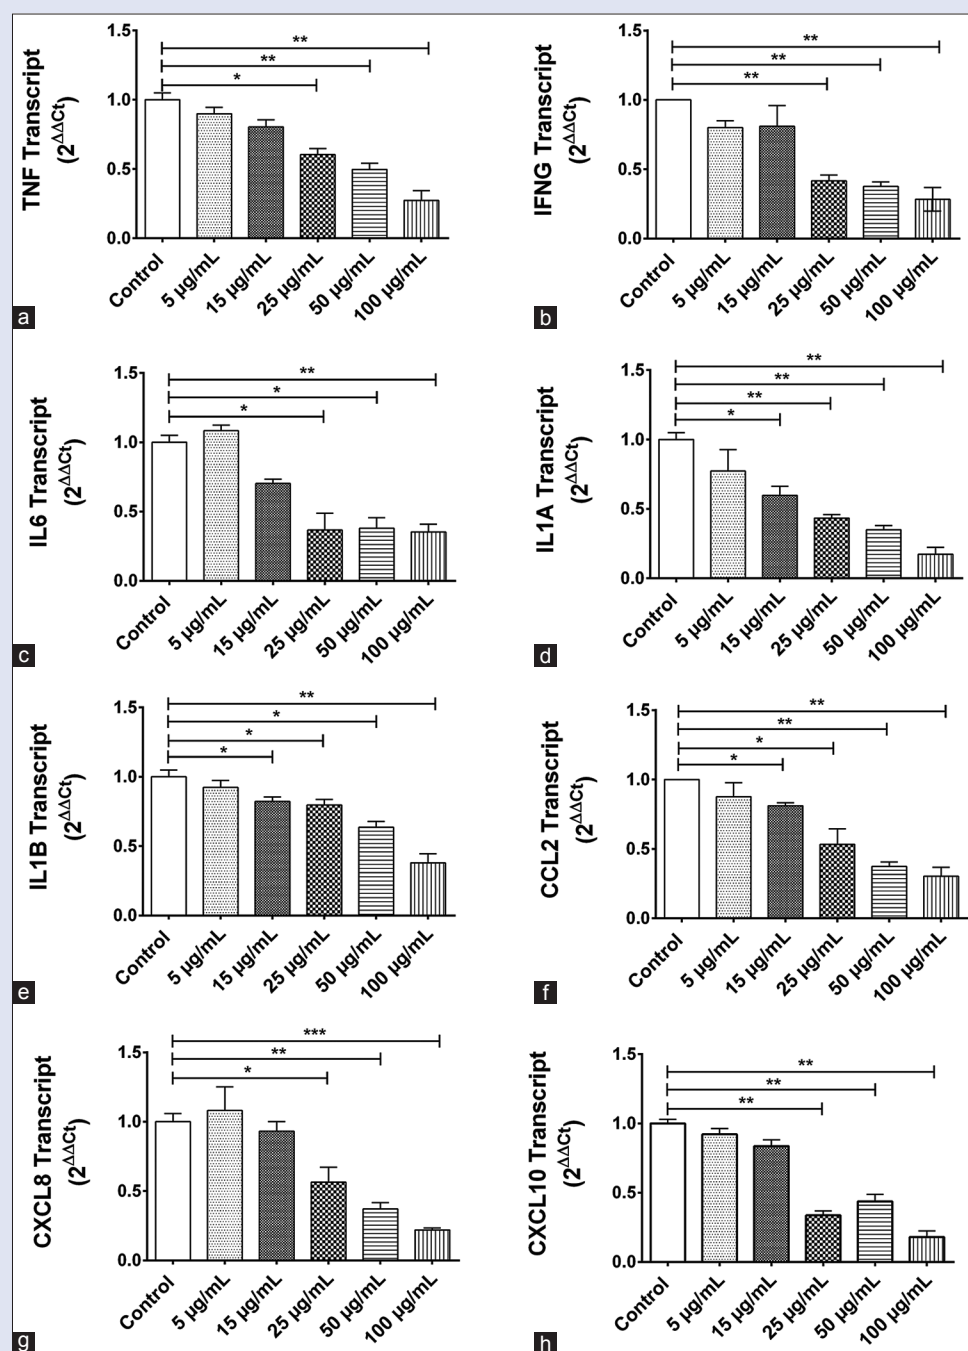 TNF Transcript
(2^ΔΔCt)
1.5
1.0
0.5
0.0
**
**
*
Control
5 µg/mL
15 µg/mL
25 µg/mL
50 µg/mL
100 µg/mL
a
IFNG Transcript
(2^ΔΔCt)
1.5
1.0
0.5
0.0
**
**
**
Control
5 µg/mL
15 µg/mL
25 µg/mL
50 µg/mL
100 µg/mL
b
IL6 Transcript
(2^ΔΔCt)
1.5
1.0
0.5
0.0
**
*
*
Control
5 µg/mL
15 µg/mL
25 µg/mL
50 µg/mL
100 µg/mL
c
IL1A Transcript
(2^ΔΔCt)
1.5
1.0
0.5
0.0
**
**
**
*
Control
5 µg/mL
15 µg/mL
25 µg/mL
50 µg/mL
100 µg/mL
d
IL1B Transcript
(2^ΔΔCt)
1.5
1.0
0.5
0.0
**
*
*
*
Control
5 µg/mL
15 µg/mL
25 µg/mL
50 µg/mL
100 µg/mL
e
CCL2 Transcript
(2^ΔΔCt)
1.5
1.0
0.5
0.0
**
**
*
*
Control
5 µg/mL
15 µg/mL
25 µg/mL
50 µg/mL
100 µg/mL
f
CXCL8 Transcript
(2^ΔΔCt)
1.5
1.0
0.5
0.0
***
**
*
Control
5 µg/mL
15 µg/mL
25 µg/mL
50 µg/mL
100 µg/mL
g
CXCL10 Transcript
(2^ΔΔCt)
1.5
1.0
0.5
0.0
**
**
**
Control
5 µg/mL
15 µg/mL
25 µg/mL
50 µg/mL
100 µg/mL
h